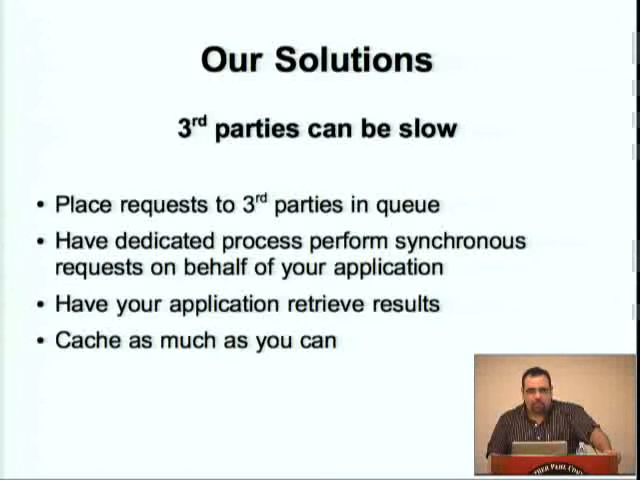 Our Solutions
3rd parties can be slow
• Place requests to 3rd parties in queue
• Have dedicated process perform synchronous
requests on behalf of your application
• Have your application retrieve results
• Cache as much as you can